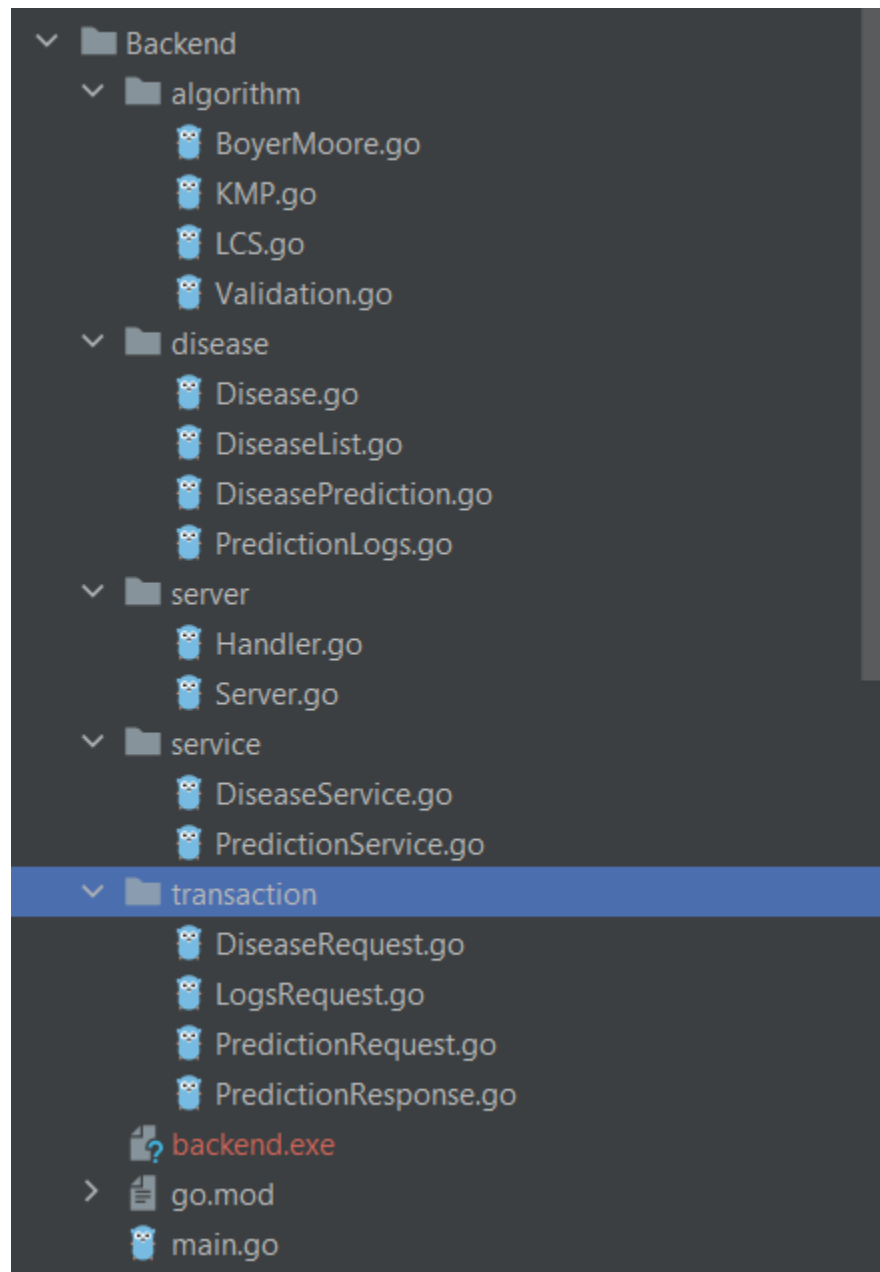 Backend
algorithm
BoyerMoore.go
KMP.go
LCS.go
Validation.go
disease
Disease.go
DiseaseList.go
DiseasePrediction.go
PredictionLogs.go
server
Handler.go
Server.go
service
DiseaseService.go
PredictionService.go
transaction
DiseaseRequest.go
LogsRequest.go
PredictionRequest.go
PredictionResponse.go
backend.exe
go.mod
main.go